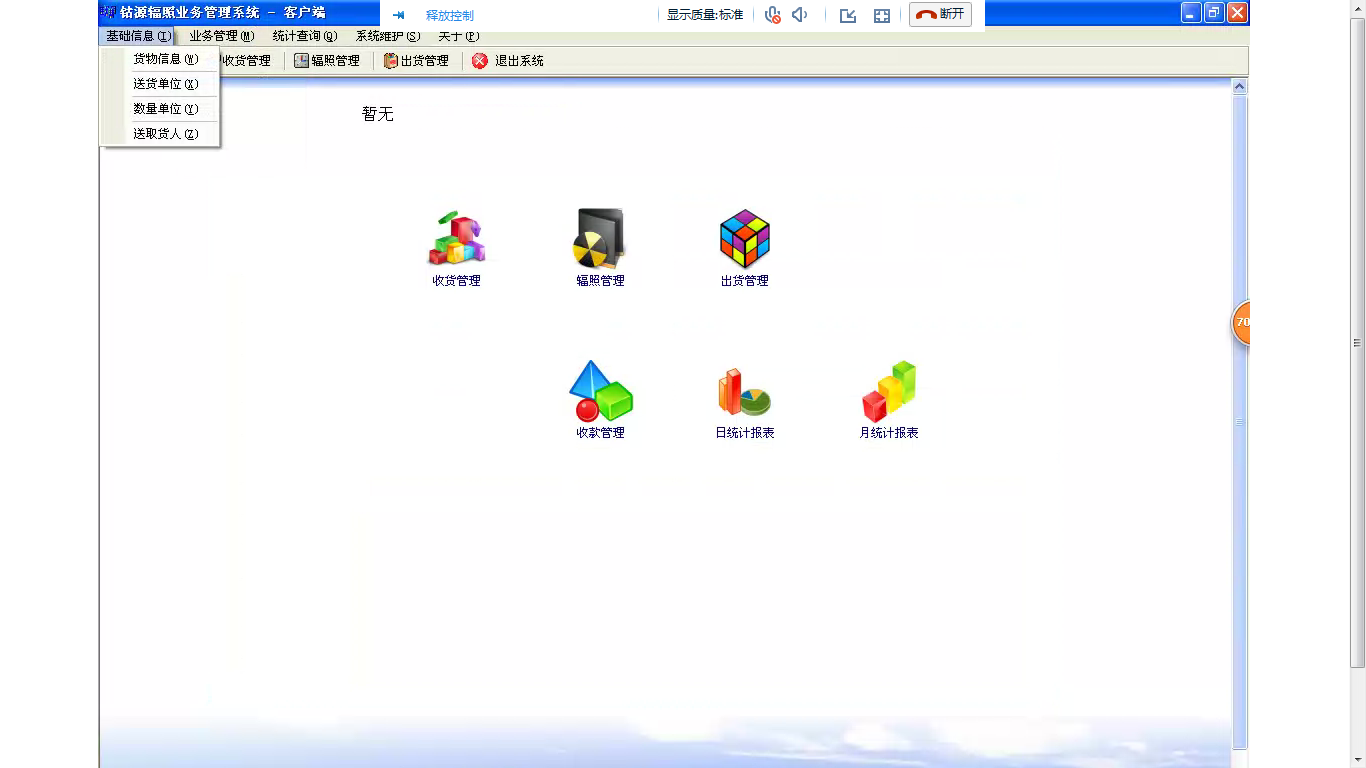 钴源辐照业务管理系统 - 客户端
释放控制
显示质量:标准
断开
基础信息(I) 业务管理(M) 统计查询(Q) 系统维护(S) 关于(P)
收货管理 辐照管理 出货管理 退出系统
货物信息(W)
送货单位(X)
数量单位(Y)
送取货人(Z)
暂无
收货管理 辐照管理 出货管理
70
收款管理 日统计报表 月统计报表